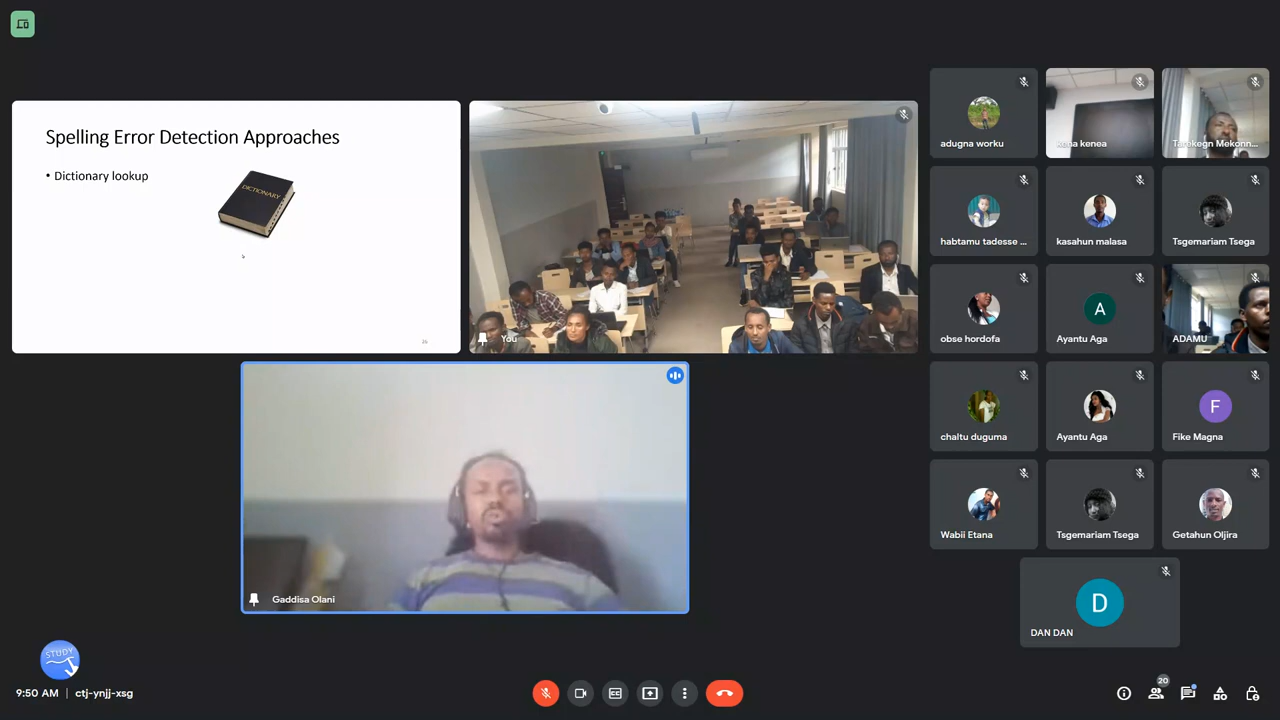 Spelling Error Detection Approaches
• Dictionary lookup
DICTIONARY
You
Gaddisa Olani
adugna worku
kenea
Tarekegn Mekonn...
habtamu tadesse ...
kasahun malasa
Tsgemariam Tsega
obse hordofa
A
Ayantu Aga
ADAMU
chaltu duguma
Ayantu Aga
F
Fike Magna
Wabii Etana
Tsgemariam Tsega
Getahun Oljira
D
DAN DAN
STUDY
9:50 AM | ctj-ynjj-xsg
20